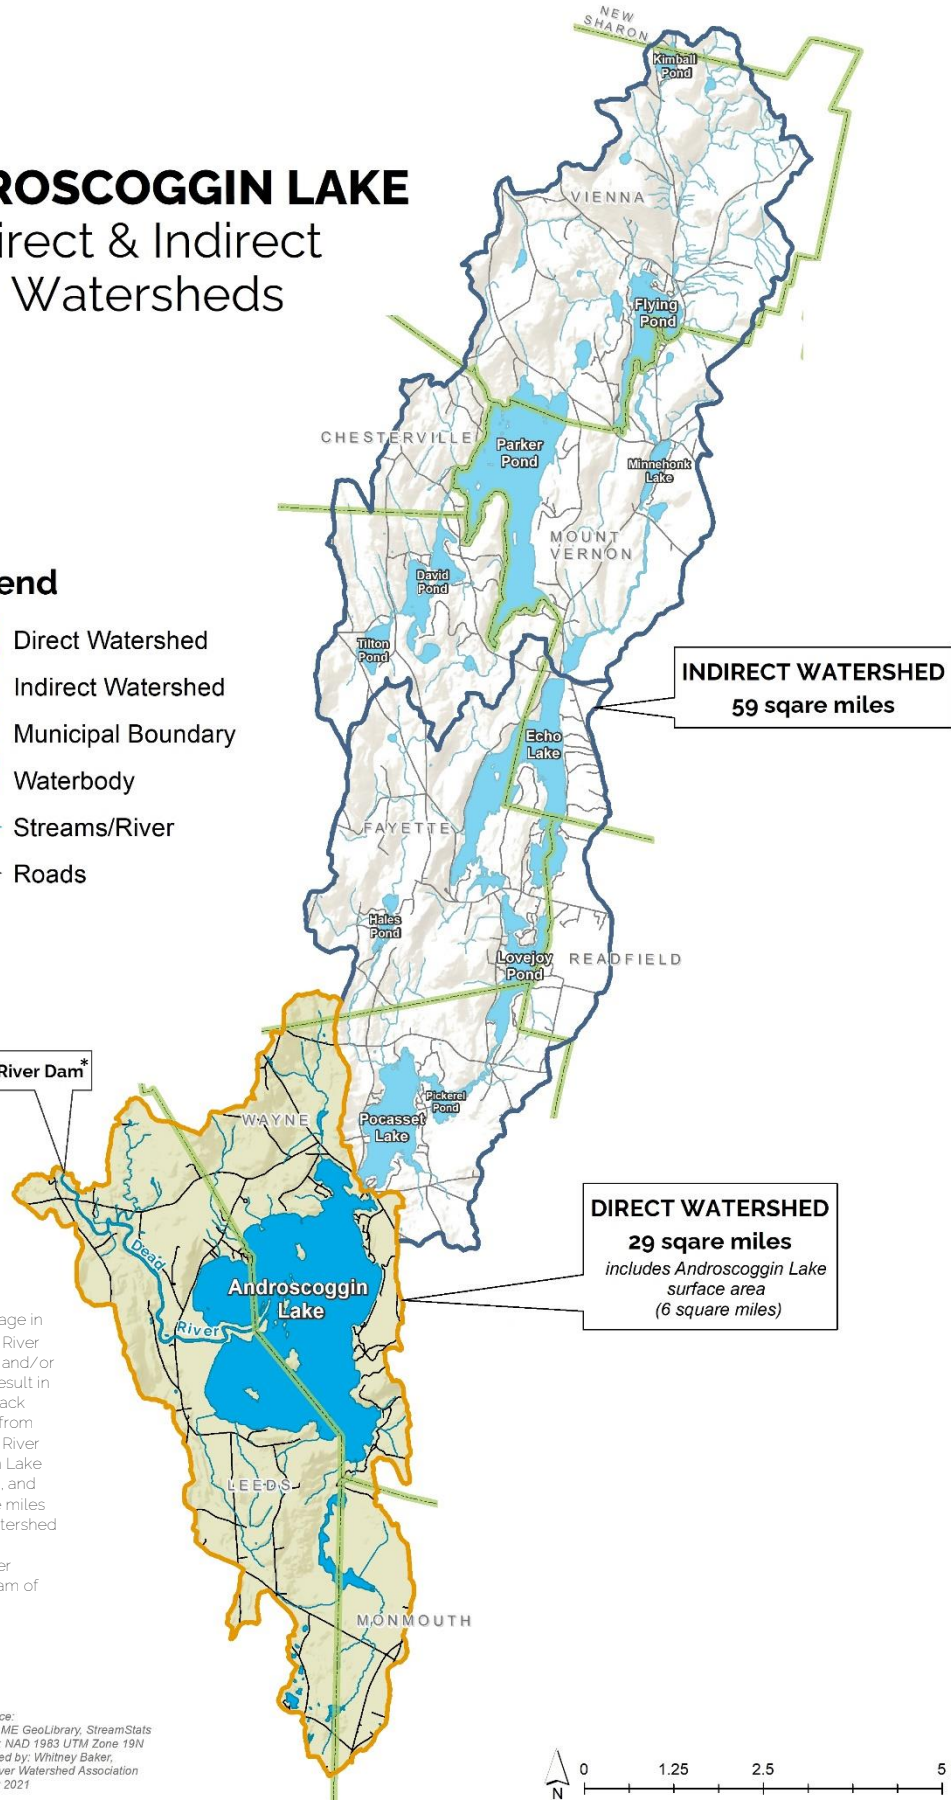 NEW
SHARON
Kimball
Pond
ROSCOGGIN LAKE
irect & Indirect
Watersheds
VIENNA
Flying
Pond
CHESTERVILLE
Parker
Pond
Minnehonk
Lake
MOUNT
VERNON
end
David
Pond
Direct Watershed
Tilton
Pond
Indirect Watershed
INDIRECT WATERSHED
59 sqare miles
Municipal Boundary
Echo
Lake
Waterbody
Streams/River
FAYETTE
Roads
Hales
Pond
Lovejoy
Pond
READFIELD
River Dam*
Pickerel
Pond
WAYNE
Pocasset
Lake
DIRECT WATERSHED
29 sqare miles
includes Androscoggin Lake
surface area
(6 square miles)
Dead
River
Androscoggin
Lake
age in
River
and/or
esult in
ack
from
River
Lake
, and
miles
tershed
er
am of
LEEDS
MONMOUTH
ce:
ME GeoLibrary, StreamStats
: NAD 1983 UTM Zone 19N
ed by: Whitney Baker,
ver Watershed Association
2021
N
0 1.25 2.5 5